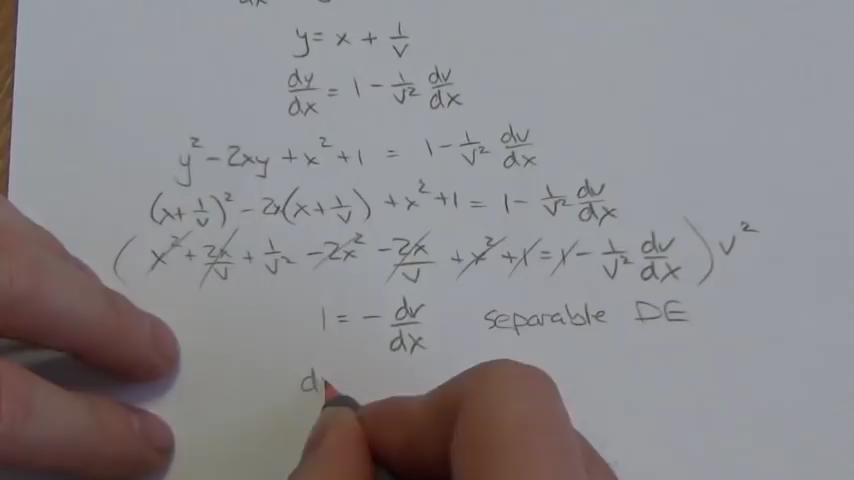 dx
y = x + 1/v
dy/dx = 1 - 1/v² dv/dx
y² - 2xy + x² + 1 = 1 - 1/v² dv/dx
(x + 1/v)² - 2x(x + 1/v) + x² + 1 = 1 - 1/v² dv/dx
(x² + 2x/v + 1/v² - 2x² - 2x/v + x² + 1 = 1 - 1/v² dv/dx) v²
1 = - dv/dx separable DE
d